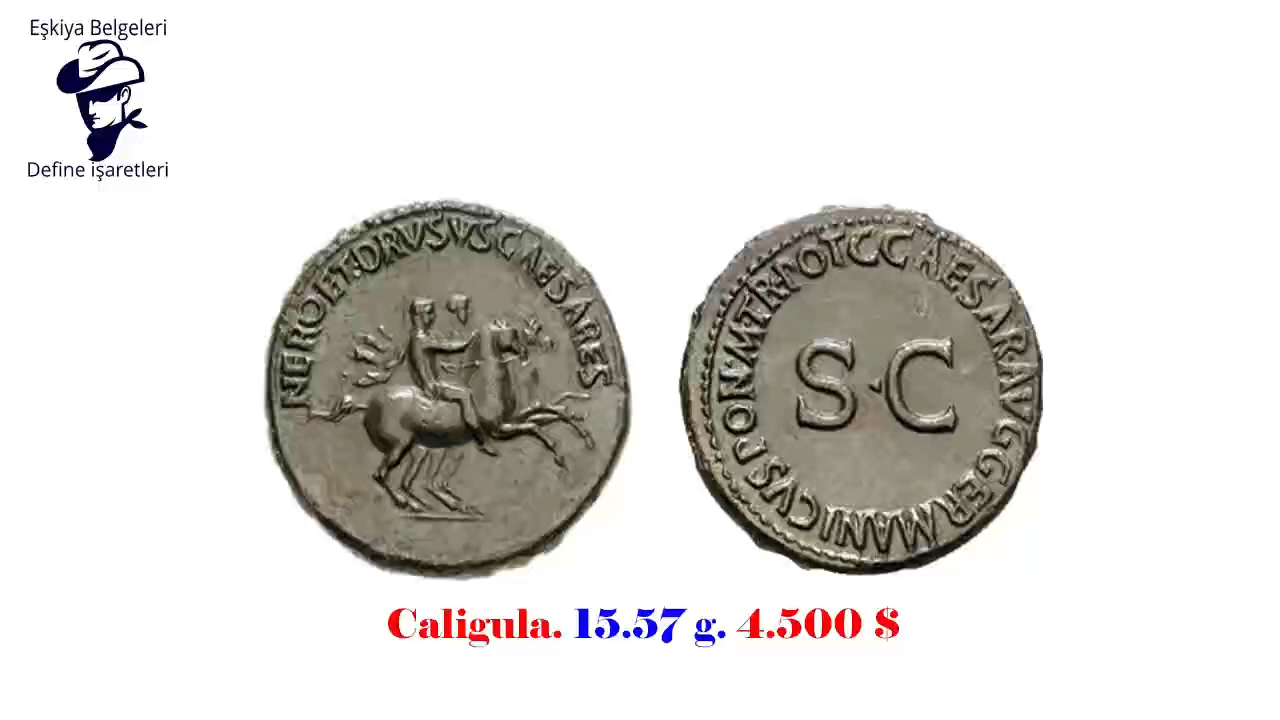 Eşkiya Belgeleri
Define işaretleri
NERO ET DRVSVS CAESARES
C CAESAR AVG GERMANICVS PON M TR POT
S C
Caligula. 15.57 g. 4.500 $